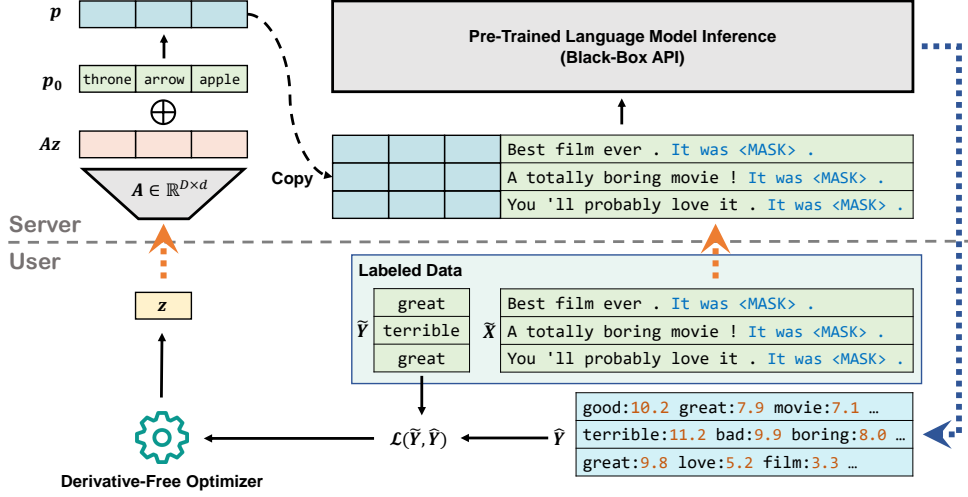 p
Pre-Trained Language Model Inference
(Black-Box API)
p₀ throne arrow apple
⊕
Az
Best film ever . It was <MASK> .
A totally boring movie ! It was <MASK> .
You 'll probably love it . It was <MASK> .
Copy
A ∈ ℝ^{D×d}
Server
User
Labeled Data
z
Ỹ
great
terrible
great
X̃
Best film ever . It was <MASK> .
A totally boring movie ! It was <MASK> .
You 'll probably love it . It was <MASK> .
good:10.2 great:7.9 movie:7.1 …
terrible:11.2 bad:9.9 boring:8.0 …
great:9.8 love:5.2 film:3.3 …
Ŷ
ℒ(Ỹ, Ŷ)
Derivative-Free Optimizer